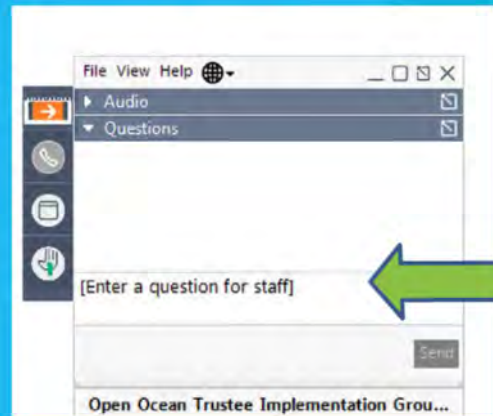 File View Help
Audio
Questions
[Enter a question for staff]
Send
Open Ocean Trustee Implementation Grou...